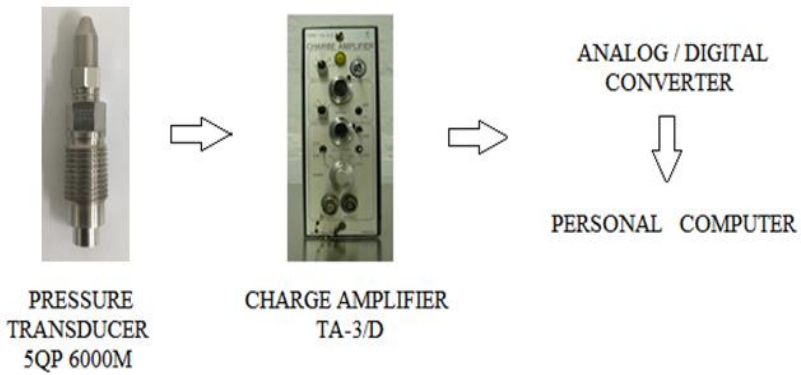 CHARGE AMPLIFIER
ANALOG / DIGITAL
CONVERTER
PERSONAL COMPUTER
PRESSURE
TRANSDUCER
5QP 6000M
CHARGE AMPLIFIER
TA-3/D